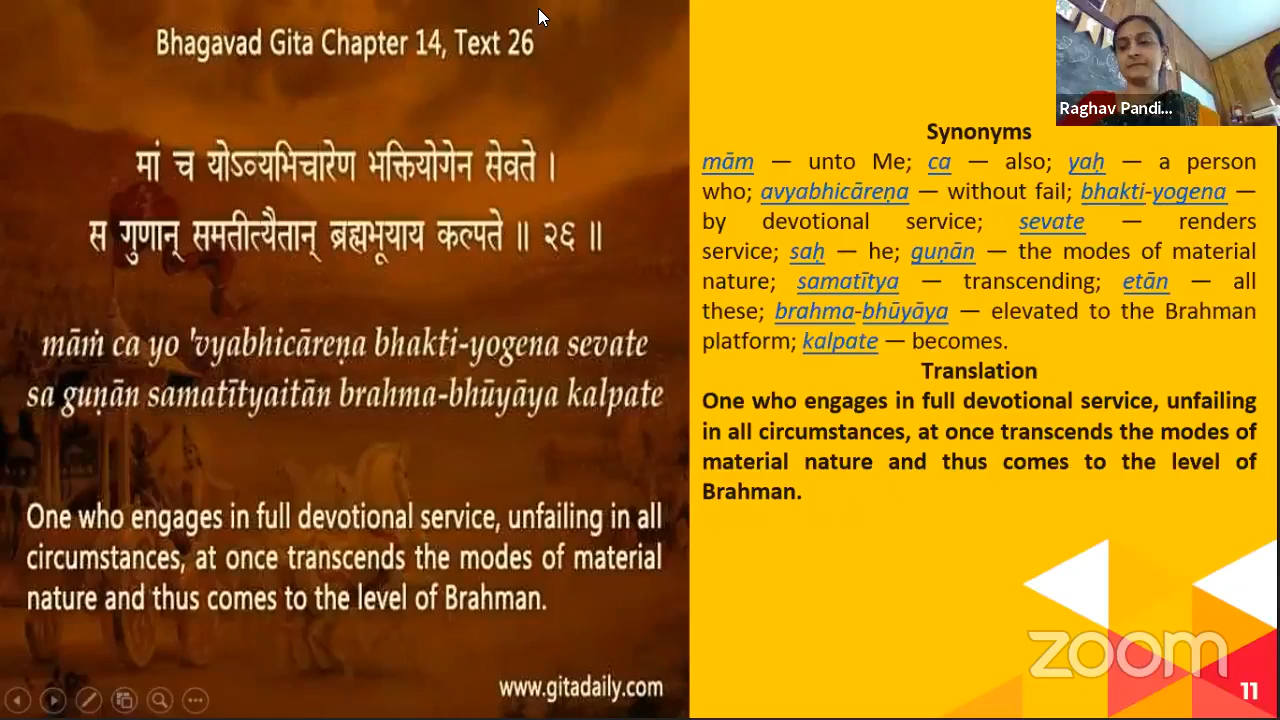 Bhagavad Gita Chapter 14, Text 26
मां च योऽव्यभिचारेण भक्तियोगेन सेवते ।
स गुणान् समतीत्यैतान् ब्रह्मभूयाय कल्पते ॥ २६ ॥
māṁ ca yo 'vyabhicāreṇa bhakti-yogena sevate
sa guṇān samatītyaitān brahma-bhūyāya kalpate
One who engages in full devotional service, unfailing in all
circumstances, at once transcends the modes of material
nature and thus comes to the level of Brahman.
www.gitadaily.com
Raghav Pandi...
Synonyms
mām — unto Me; ca — also; yaḥ — a person
who; avyabhicāreṇa — without fail; bhakti-yogena —
by devotional service; sevate — renders
service; saḥ — he; guṇān — the modes of material
nature; samatītya — transcending; etān — all
these; brahma-bhūyāya — elevated to the Brahman
platform; kalpate — becomes.
Translation
One who engages in full devotional service, unfailing
in all circumstances, at once transcends the modes of
material nature and thus comes to the level of
Brahman.
zoom
11